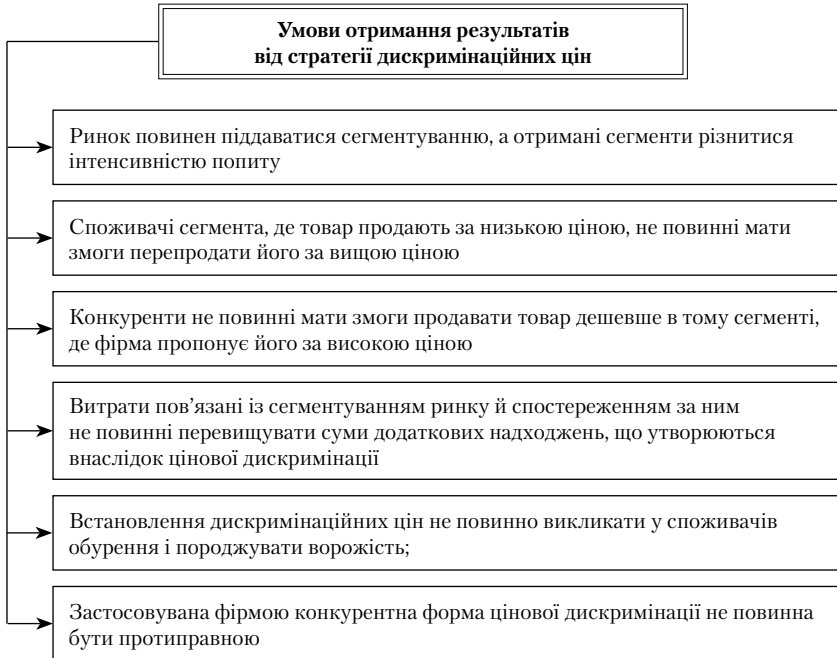 Умови отримання результатів
від стратегії дискримінаційних цін
Ринок повинен піддаватися сегментуванню, а отримані сегменти різнитися
інтенсивністю попиту
Споживачі сегмента, де товар продають за низькою ціною, не повинні мати
змоги перепродати його за вищою ціною
Конкуренти не повинні мати змоги продавати товар дешевше в тому сегменті,
де фірма пропонує його за високою ціною
Витрати пов’язані із сегментуванням ринку й спостереженням за ним
не повинні перевищувати суми додаткових надходжень, що утворюються
внаслідок цінової дискримінації
Встановлення дискримінаційних цін не повинно викликати у споживачів
обурення і породжувати ворожість;
Застосовувана фірмою конкурентна форма цінової дискримінації не повинна
бути протиправною